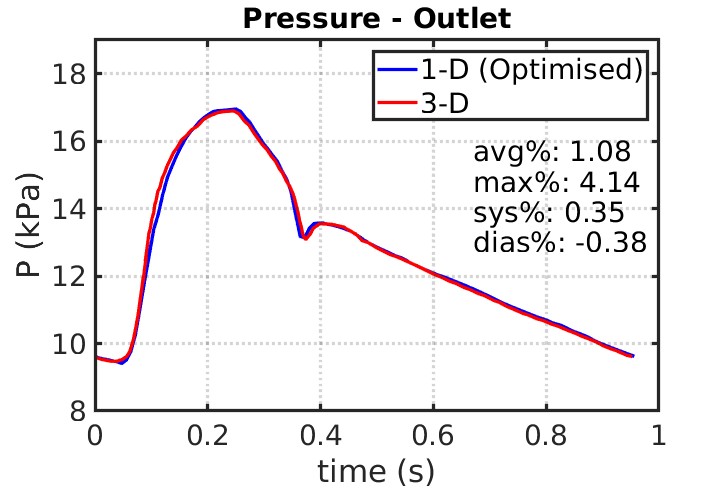 Pressure - Outlet
P (kPa)
18
16
14
12
10
8
1-D (Optimised)
3-D
avg%: 1.08
max%: 4.14
sys%: 0.35
dias%: -0.38
0 0.2 0.4 0.6 0.8 1
time (s)